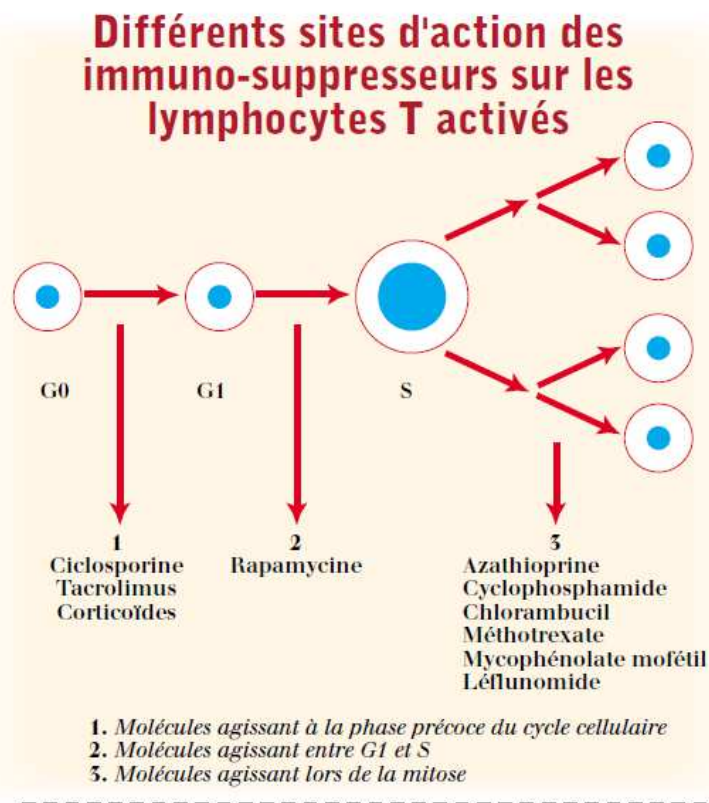 Différents sites d'action des
immuno-suppresseurs sur les
lymphocytes T activés
G0
G1
S
1
Ciclosporine
Tacrolimus
Corticoïdes
2
Rapamycine
3
Azathioprine
Cyclophosphamide
Chlorambucil
Méthotrexate
Mycophénolate mofétil
Léflunomide
1. Molécules agissant à la phase précoce du cycle cellulaire
2. Molécules agissant entre G1 et S
3. Molécules agissant lors de la mitose